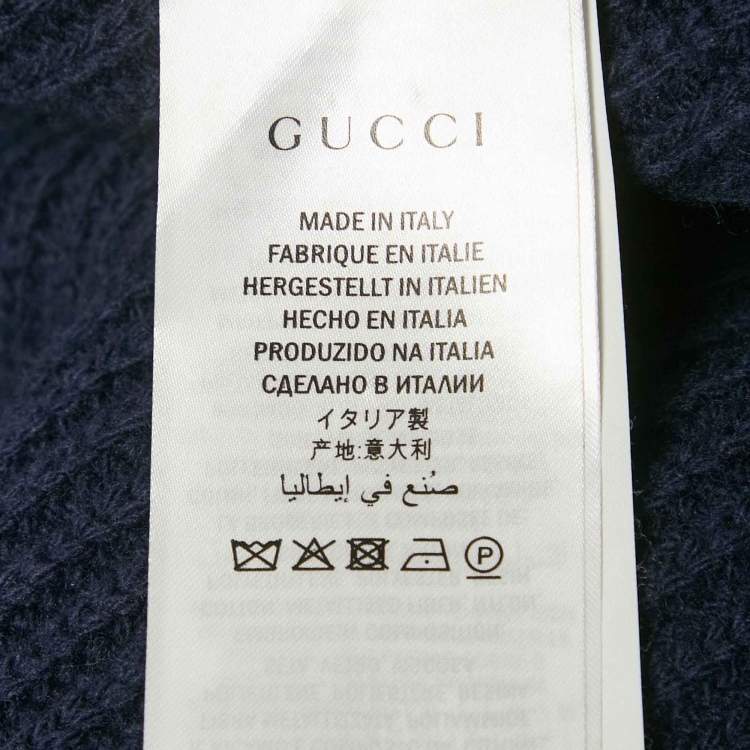 GUCCI
MADE IN ITALY
FABRIQUE EN ITALIE
HERGESTELLT IN ITALIEN
HECHO EN ITALIA
PRODUZIDO NA ITALIA
СДЕЛАНО В ИТАЛИИ
イタリア製
产地:意大利
صُنع في إيطاليا
P